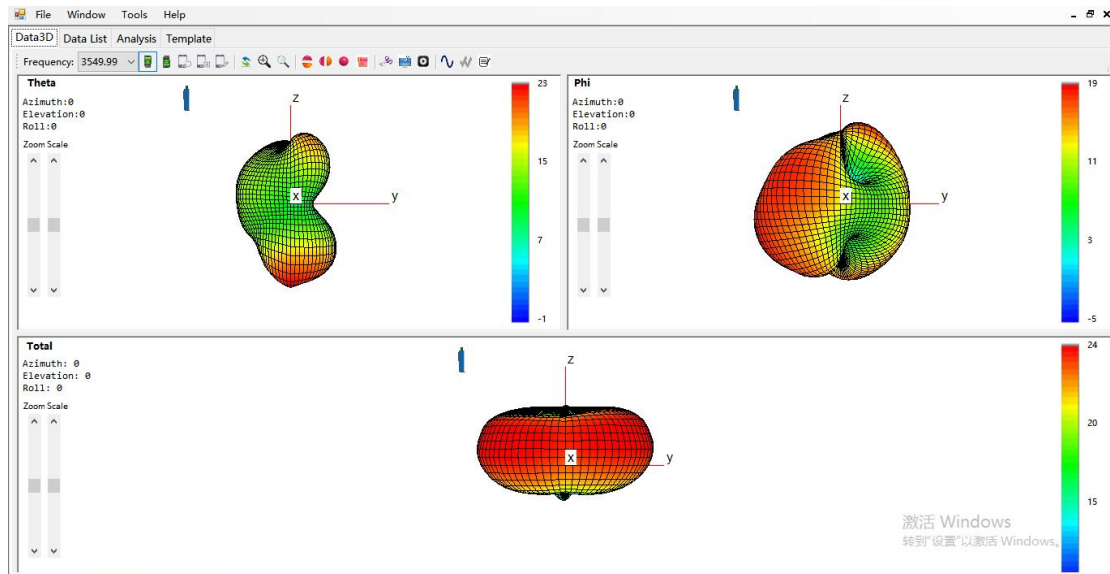 File Window Tools Help
Data3D Data List Analysis Template
Frequency: 3549.99
Theta
Azimuth:0
Elevation:0
Roll:0
Zoom Scale
z
x
y
23
15
7
-1
Phi
Azimuth:0
Elevation:0
Roll:0
Zoom Scale
z
x
y
19
11
3
-5
Total
Azimuth: 0
Elevation: 0
Roll: 0
Zoom Scale
z
x
y
24
20
15
激活 Windows
转到"设置"以激活 Windows。